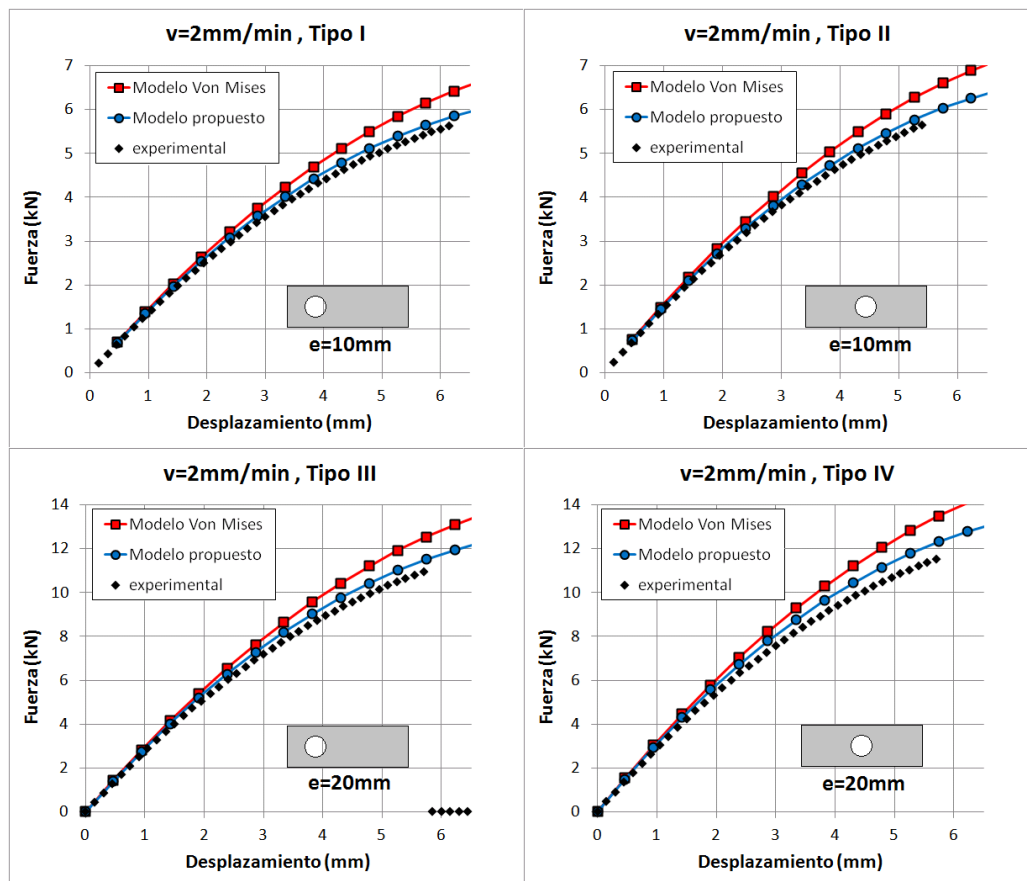 v=2mm/min , Tipo I
Fuerza (kN)
7
6
5
4
3
2
1
0
Modelo Von Mises
Modelo propuesto
experimental
e=10mm
0 1 2 3 4 5 6
Desplazamiento (mm)
v=2mm/min , Tipo II
Fuerza (kN)
7
6
5
4
3
2
1
0
Modelo Von Mises
Modelo propuesto
experimental
e=10mm
0 1 2 3 4 5 6
Desplazamiento (mm)
v=2mm/min , Tipo III
Fuerza (kN)
14
12
10
8
6
4
2
0
Modelo Von Mises
Modelo propuesto
experimental
e=20mm
0 1 2 3 4 5 6
Desplazamiento (mm)
v=2mm/min , Tipo IV
Fuerza (kN)
14
12
10
8
6
4
2
0
Modelo Von Mises
Modelo propuesto
experimental
e=20mm
0 1 2 3 4 5 6
Desplazamiento (mm)